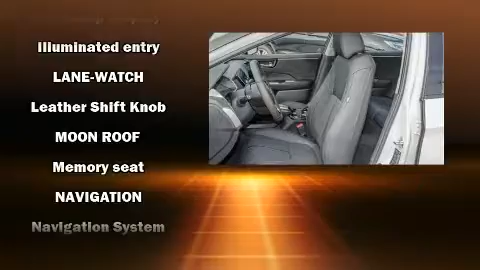 Illuminated entry
LANE-WATCH
Leather Shift Knob
MOON ROOF
Memory seat
NAVIGATION
Navigation System